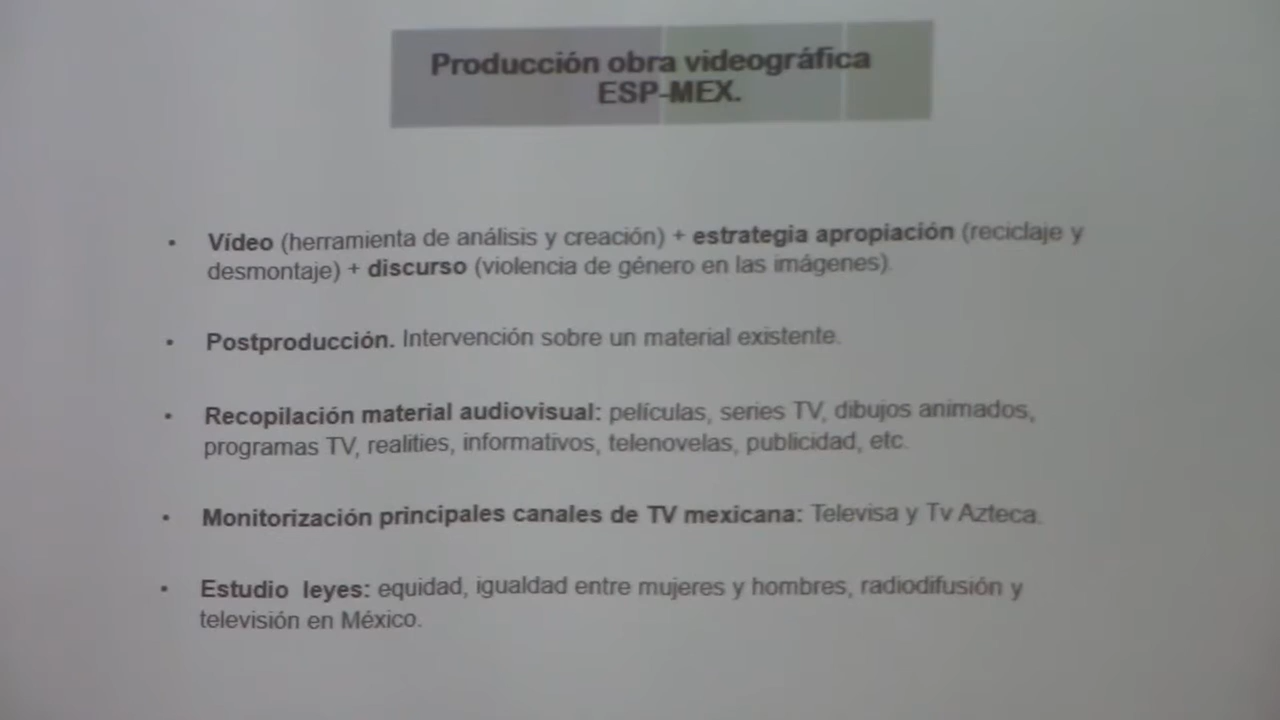 Producción obra videográfica
ESP-MEX.
• Vídeo (herramienta de análisis y creación) + estrategia apropiación (reciclaje y
desmontaje) + discurso (violencia de género en las imágenes).
• Postproducción. Intervención sobre un material existente.
• Recopilación material audiovisual: películas, series TV, dibujos animados,
programas TV, realities, informativos, telenovelas, publicidad, etc.
• Monitorización principales canales de TV mexicana: Televisa y Tv Azteca.
• Estudio leyes: equidad, igualdad entre mujeres y hombres, radiodifusión y
televisión en México.